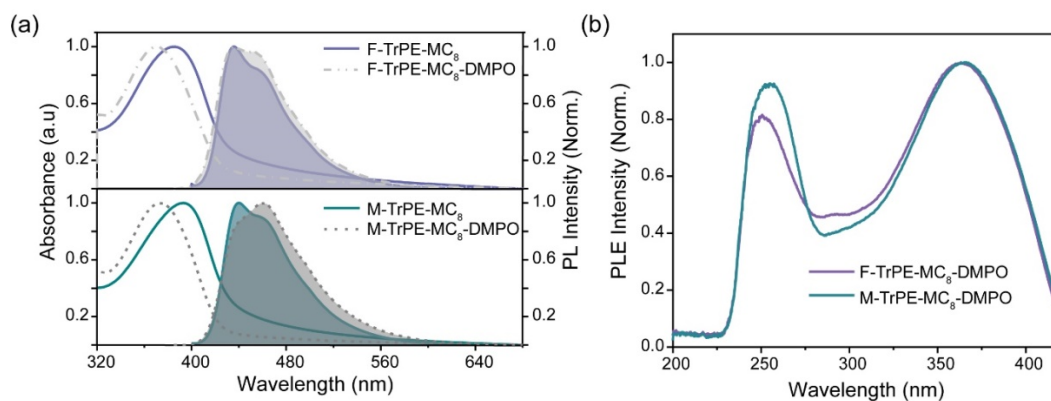 (a)
Absorbance (a.u)
1.0
0.6
0.2
1.0
0.6
0.2
F-TrPE-MC₈
F-TrPE-MC₈-DMPO
M-TrPE-MC₈
M-TrPE-MC₈-DMPO
1.0
0.6
0.2
1.0
0.6
0.2
PL Intensity (Norm.)
320 400 480 560 640
Wavelength (nm)
(b)
PLE Intensity (Norm.)
1.0
0.8
0.6
0.4
0.2
0.0
F-TrPE-MC₈-DMPO
M-TrPE-MC₈-DMPO
200 250 300 350 400
Wavelength (nm)